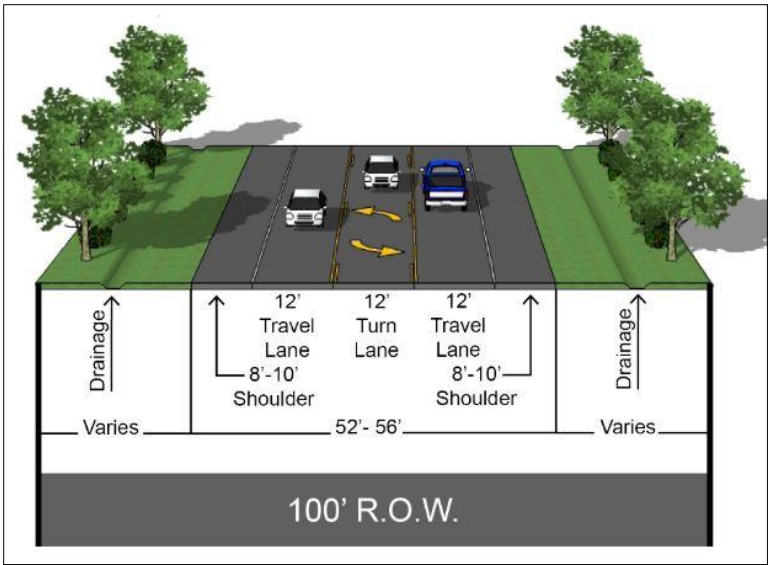 Drainage
12'
Travel
Lane
12'
Turn
Lane
12'
Travel
Lane
8'-10'
Shoulder
8'-10'
Shoulder
Drainage
Varies
52'- 56'
Varies
100' R.O.W.